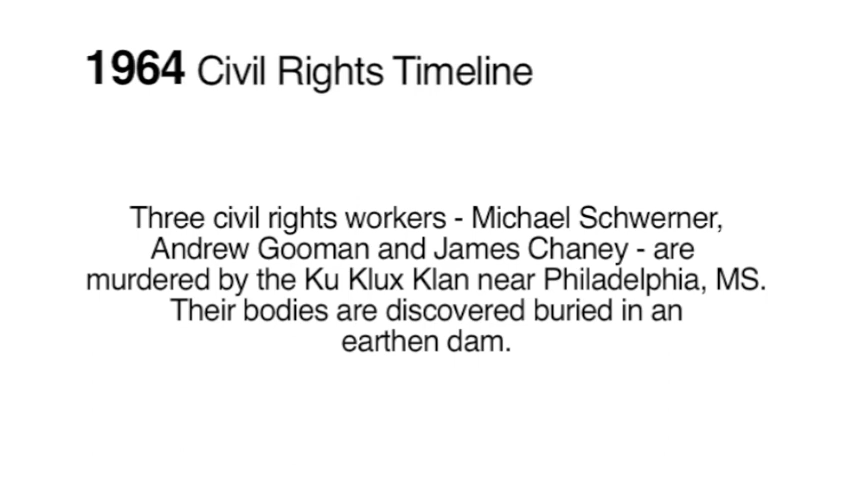 1964 Civil Rights Timeline
Three civil rights workers - Michael Schwerner,
Andrew Gooman and James Chaney - are
murdered by the Ku Klux Klan near Philadelphia, MS.
Their bodies are discovered buried in an
earthen dam.